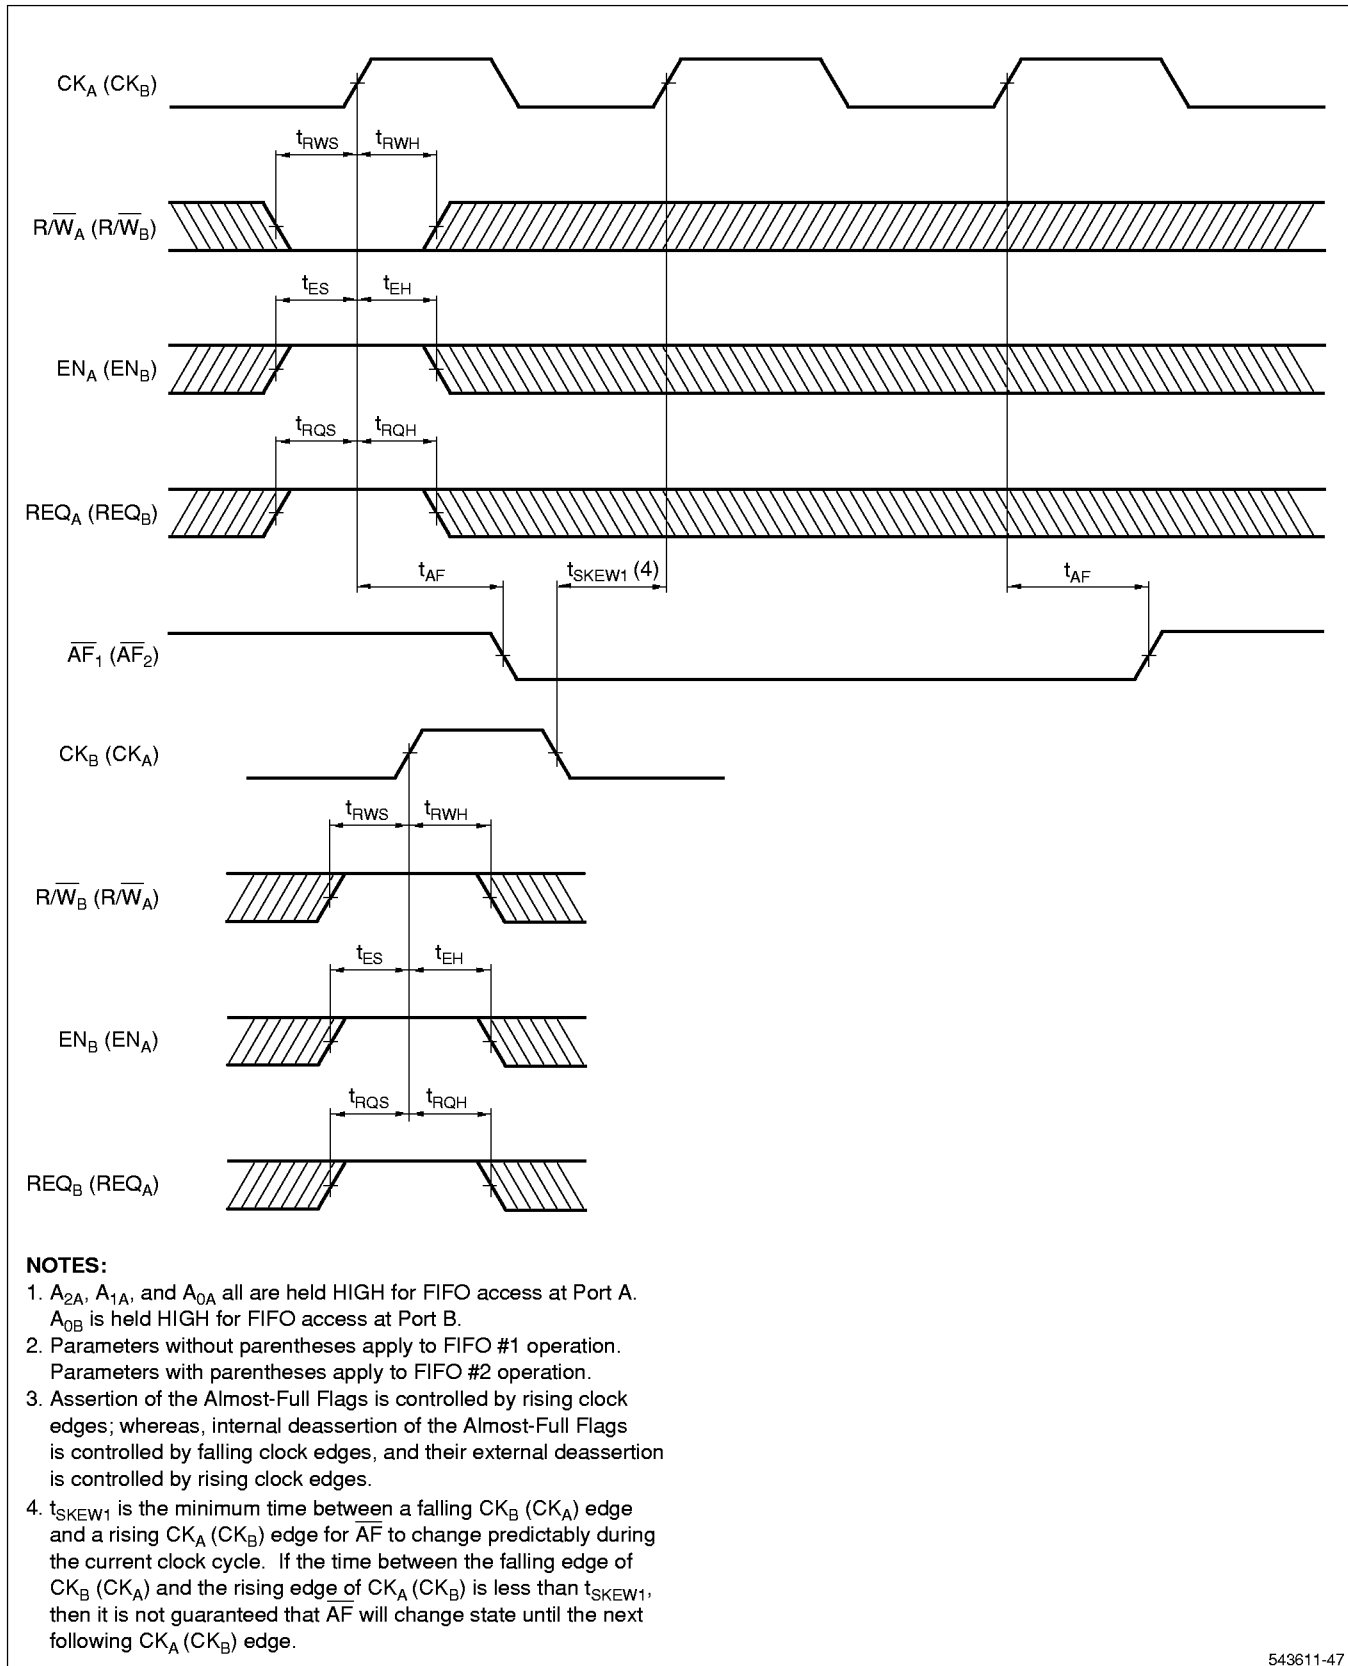 CKA (CKB)
tRWS tRWH
R/W̅A (R/W̅B)
tES tEH
ENA (ENB)
tRQS tRQH
REQA (REQB)
tAF tSKEW1 (4) tAF
A̅F̅1 (A̅F̅2)
CKB (CKA)
tRWS tRWH
R/W̅B (R/W̅A)
tES tEH
ENB (ENA)
tRQS tRQH
REQB (REQA)
NOTES:
1. A2A, A1A, and A0A all are held HIGH for FIFO access at Port A.
A0B is held HIGH for FIFO access at Port B.
2. Parameters without parentheses apply to FIFO #1 operation.
Parameters with parentheses apply to FIFO #2 operation.
3. Assertion of the Almost-Full Flags is controlled by rising clock
edges; whereas, internal deassertion of the Almost-Full Flags
is controlled by falling clock edges, and their external deassertion
is controlled by rising clock edges.
4. tSKEW1 is the minimum time between a falling CKB (CKA) edge
and a rising CKA (CKB) edge for A̅F̅ to change predictably during
the current clock cycle. If the time between the falling edge of
CKB (CKA) and the rising edge of CKA (CKB) is less than tSKEW1,
then it is not guaranteed that A̅F̅ will change state until the next
following CKA (CKB) edge.
543611-47